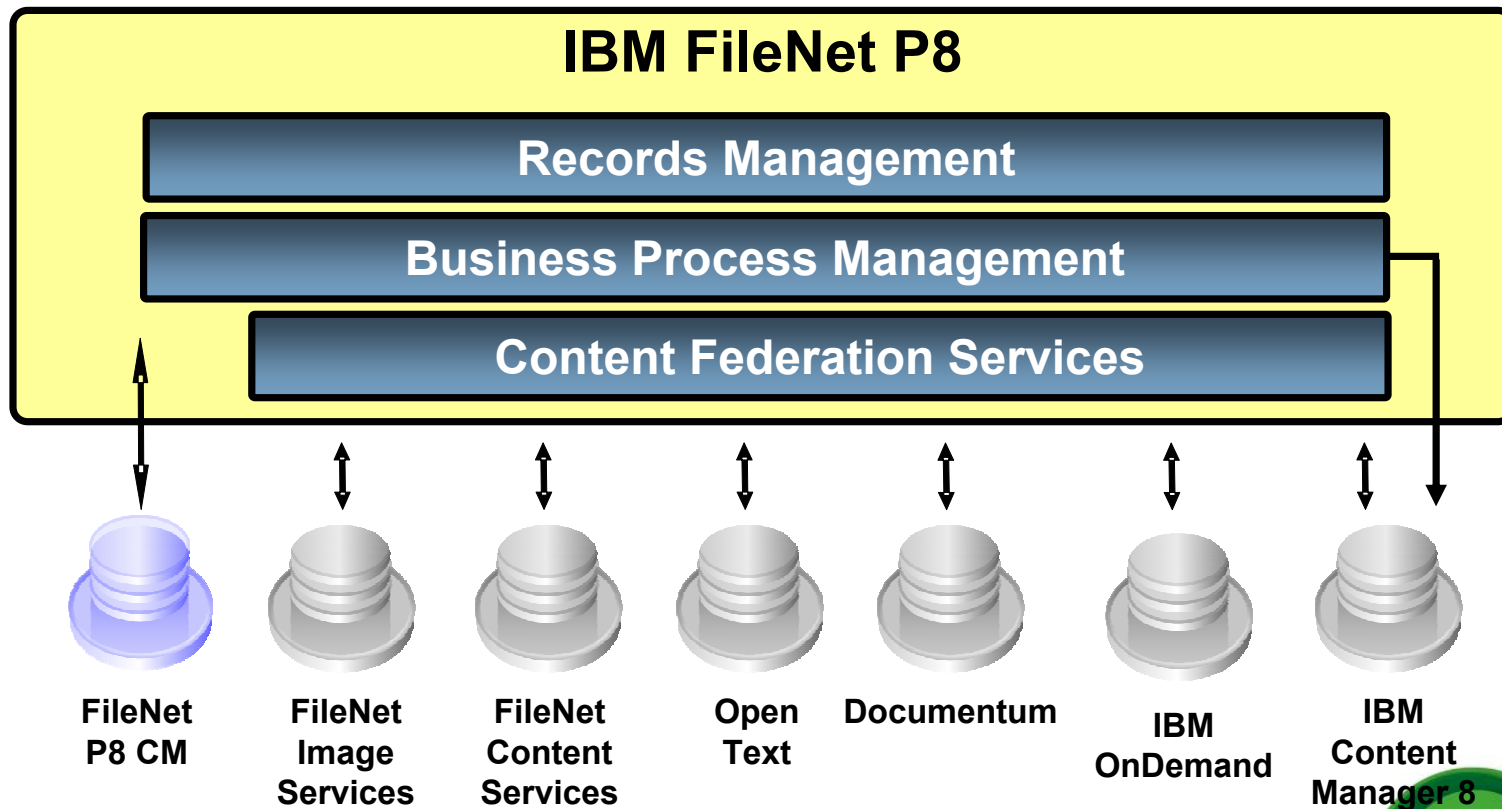 IBM FileNet P8
Records Management
Business Process Management
Content Federation Services
FileNet
P8 CM
FileNet
Image
Services
FileNet
Content
Services
Open
Text
Documentum
IBM
OnDemand
IBM
Content
Manager 8